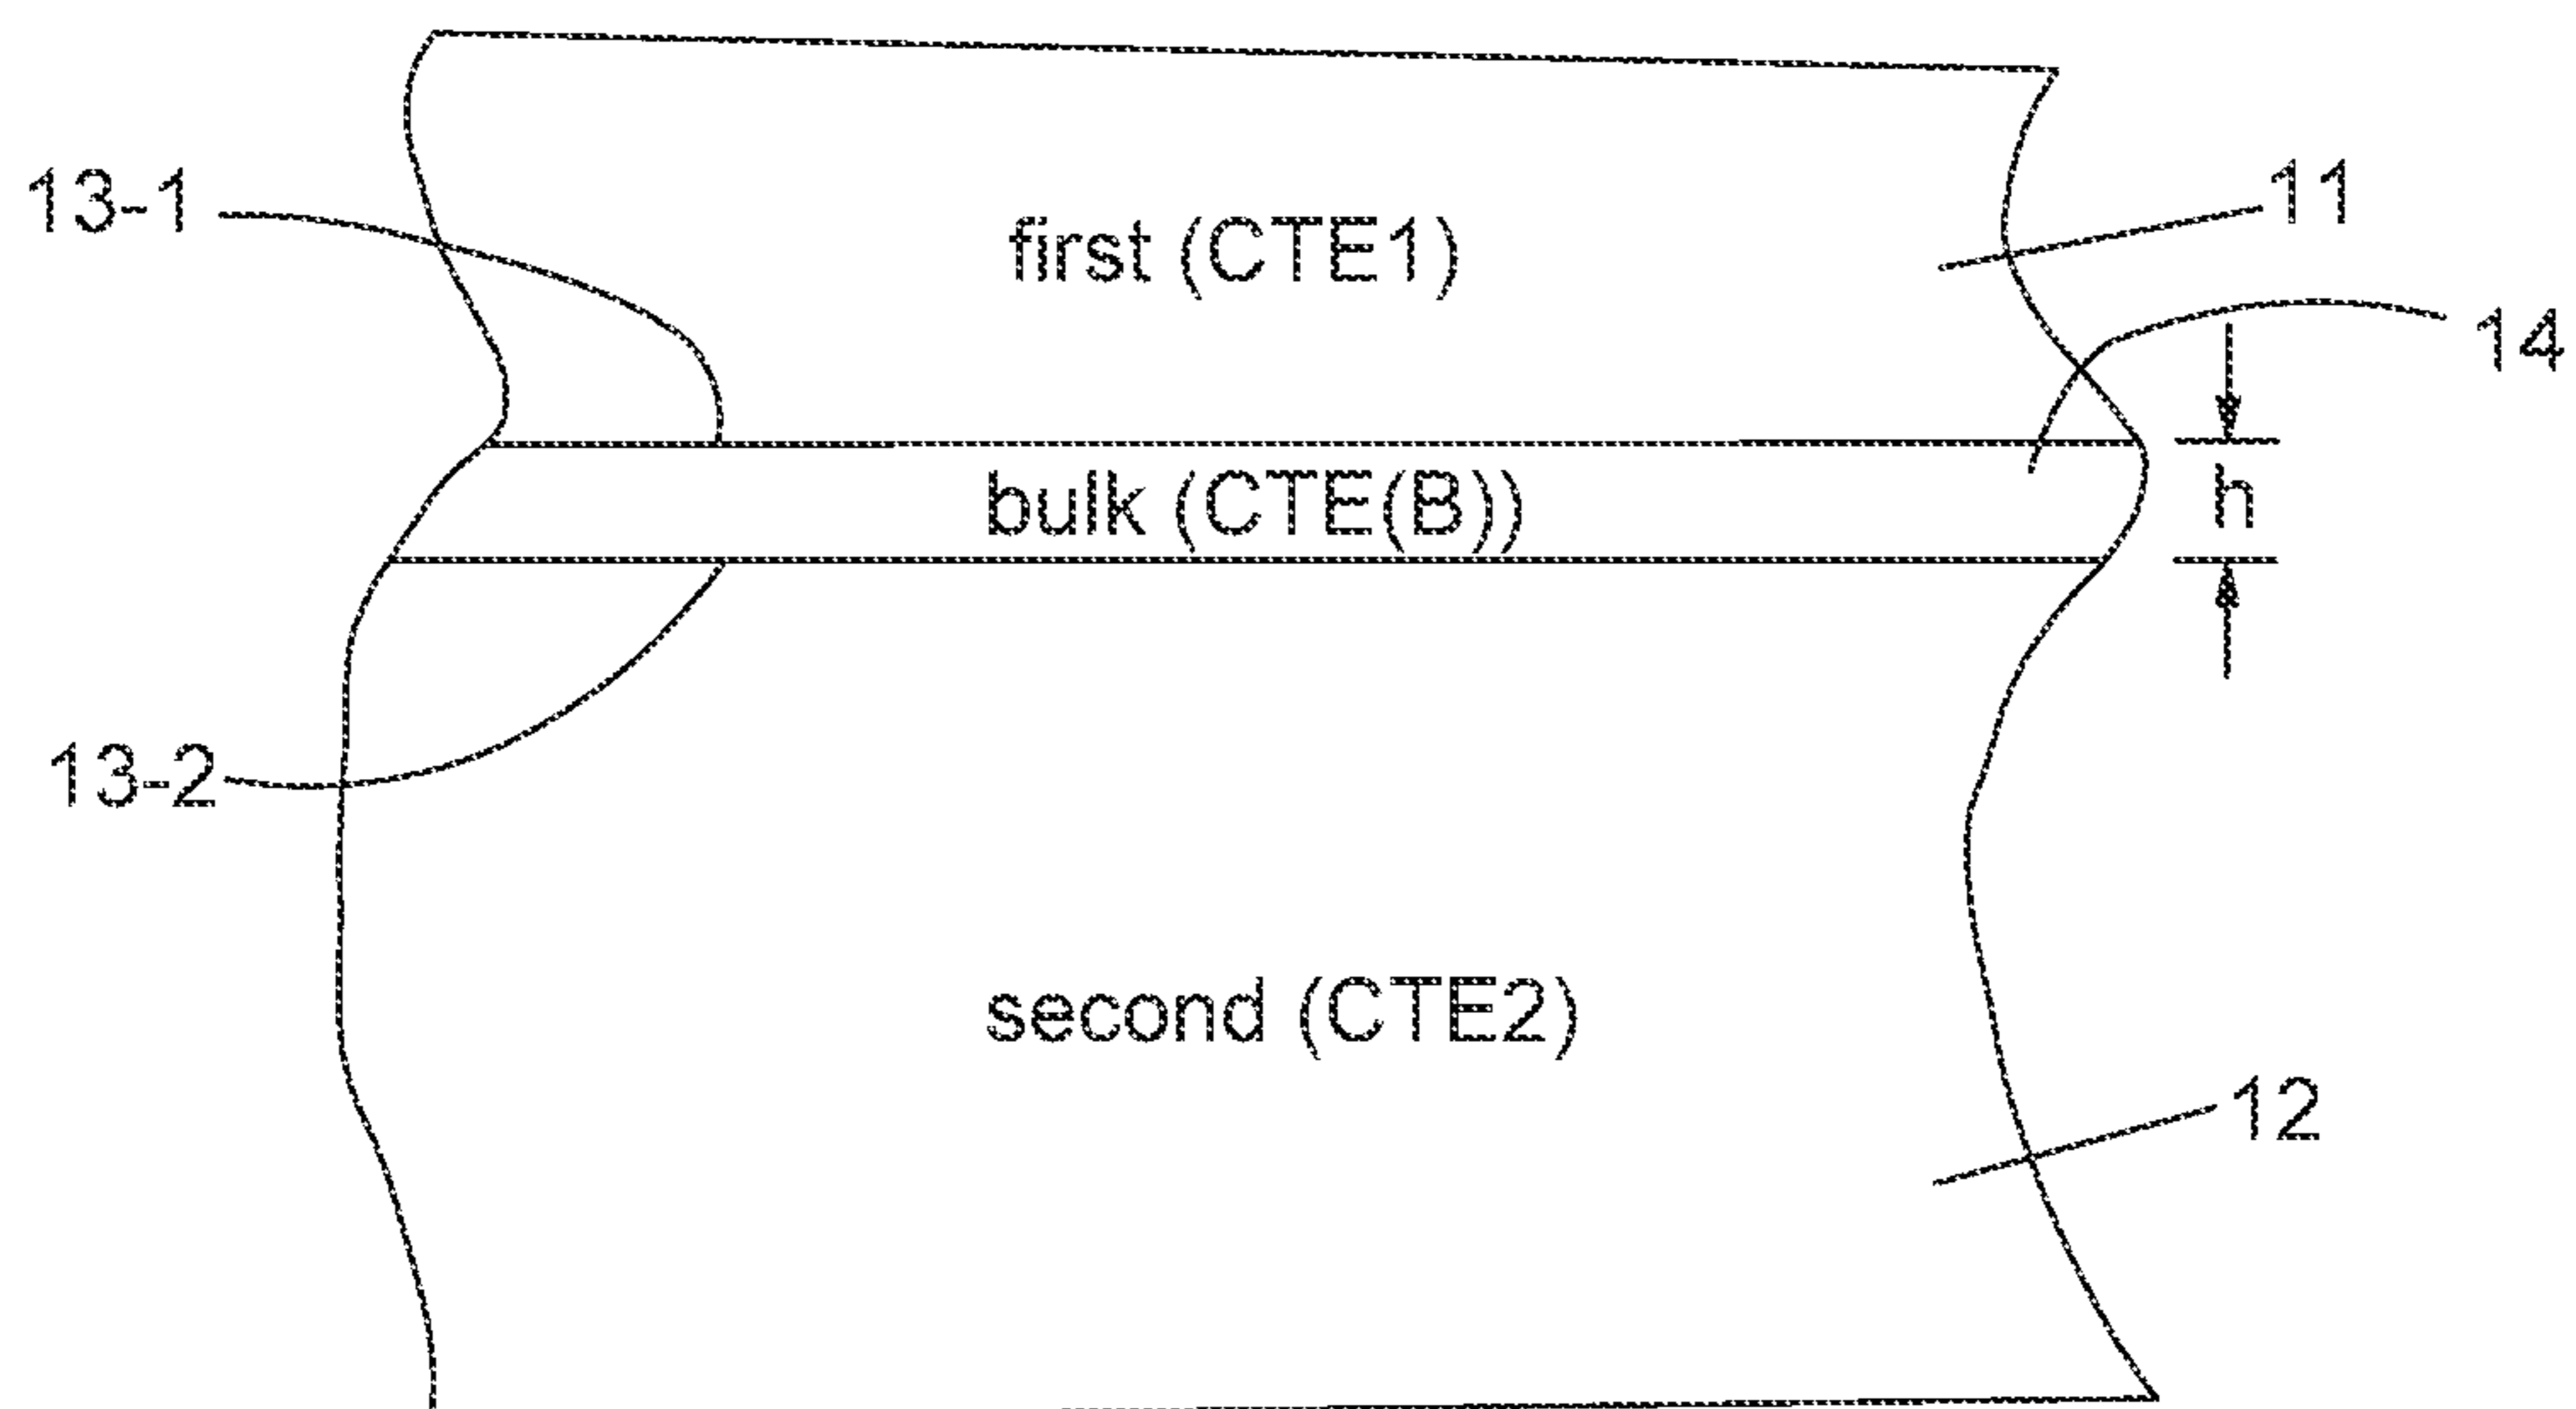 13-1
first (CTE1)
11
14
bulk (CTE(B))
h
13-2
second (CTE2)
12